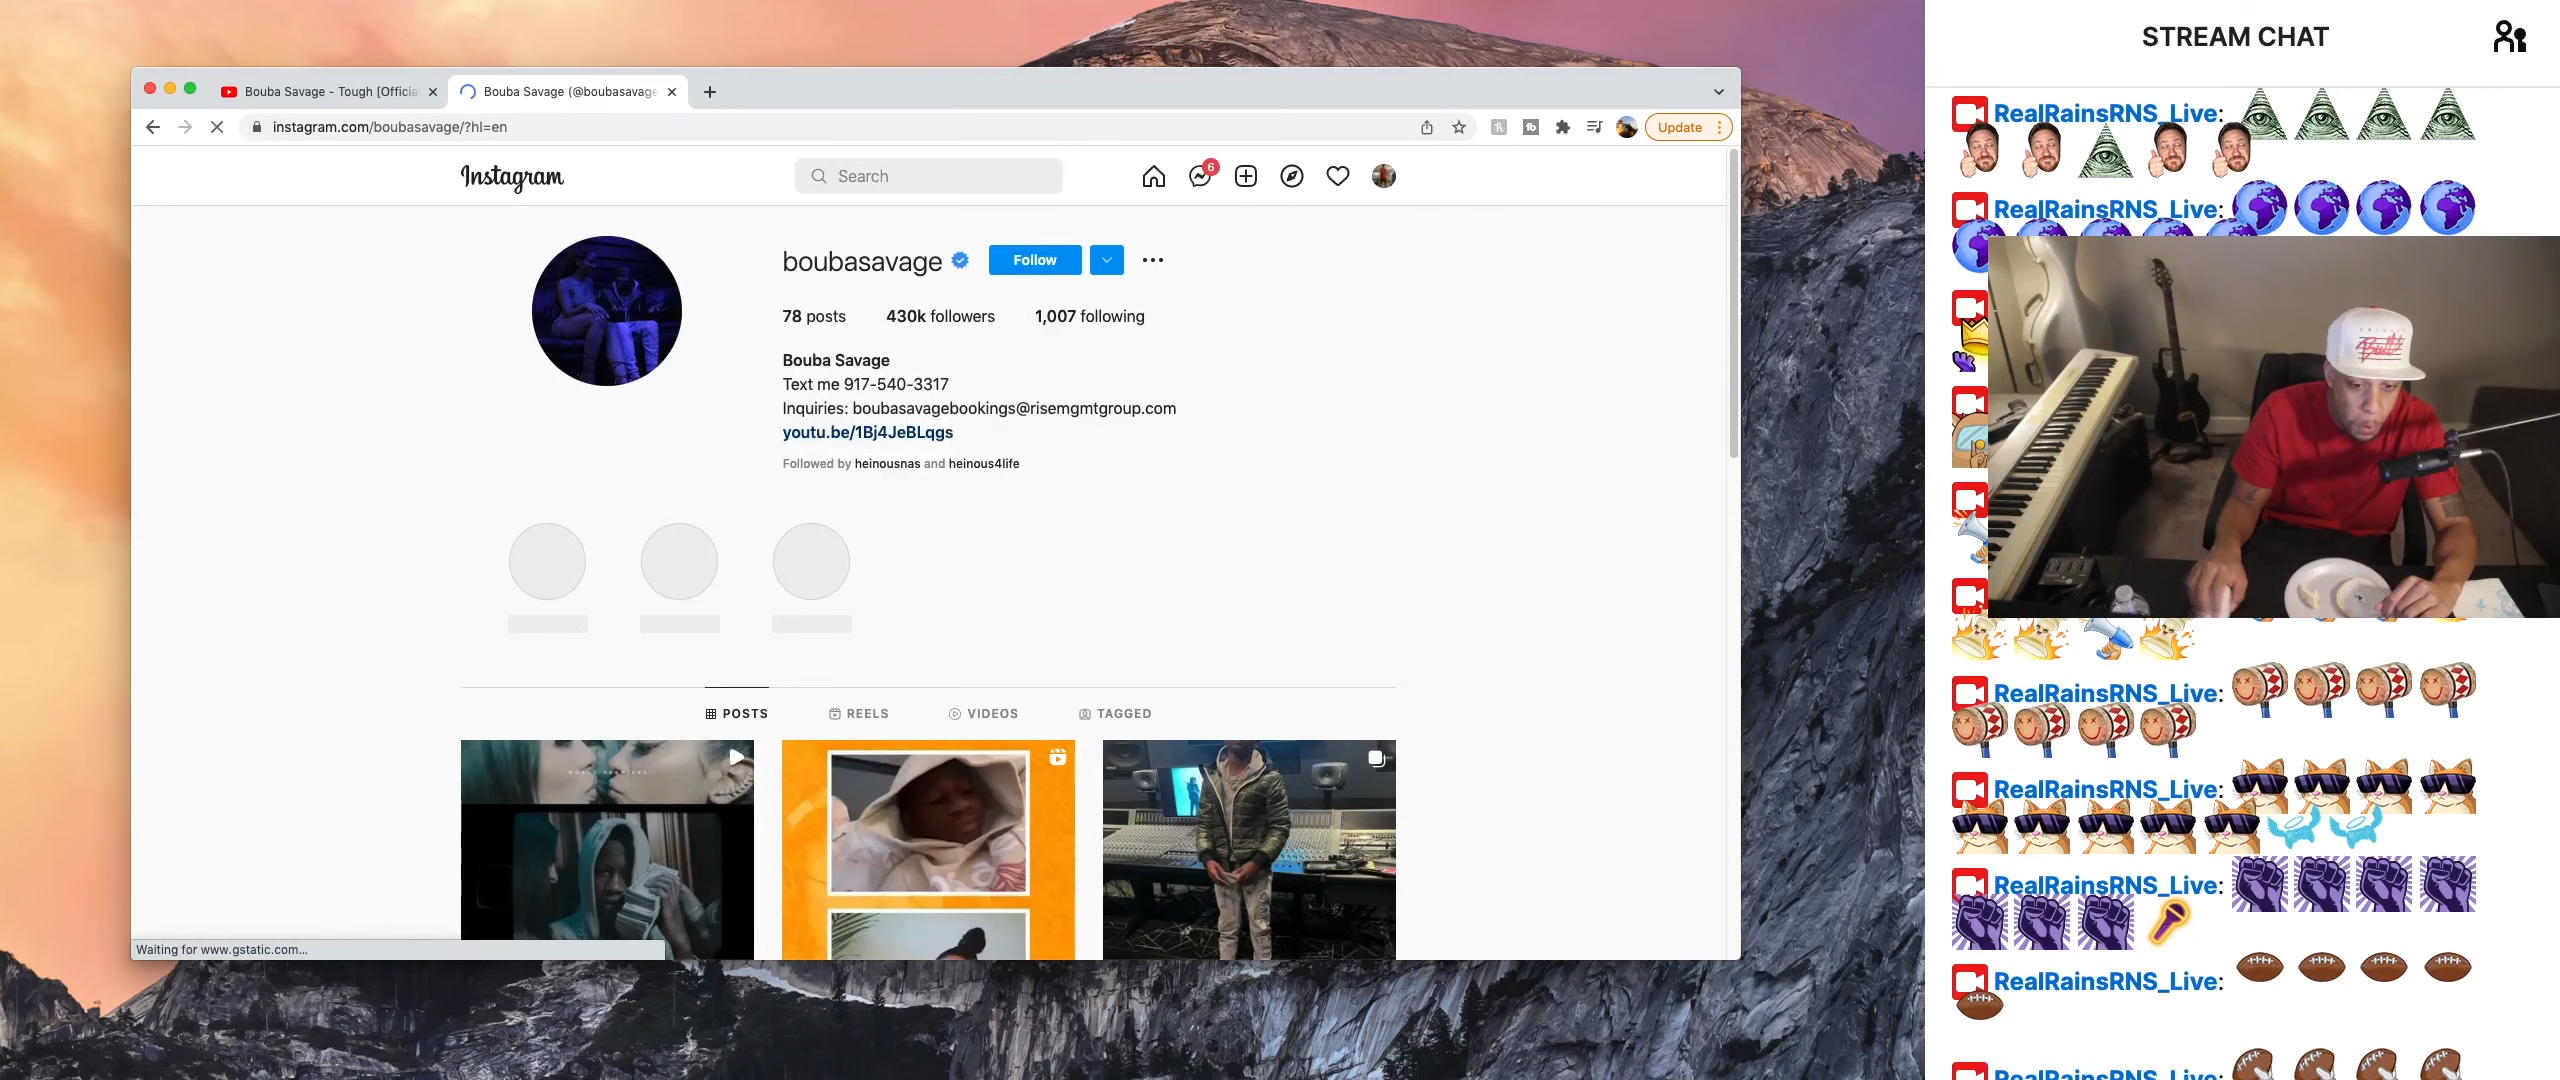 Bouba Savage - Tough [Officia
Bouba Savage (@boubasavage
instagram.com/boubasavage/?hl=en
Update
Instagram
Search
6
boubasavage
Follow
78 posts 430k followers 1,007 following
Bouba Savage
Text me 917-540-3317
Inquiries: boubasavagebookings@risemgmtgroup.com
youtu.be/1Bj4JeBLqgs
Followed by heinousnas and heinous4life
POSTS REELS VIDEOS TAGGED
Waiting for www.gstatic.com...
STREAM CHAT
RealRainsRNS_Live:
RealRainsRNS_Live:
RealRainsRNS_Live:
RealRainsRNS_Live:
RealRainsRNS_Live:
RealRainsRNS_Live:
RealRainsRNS_Live: